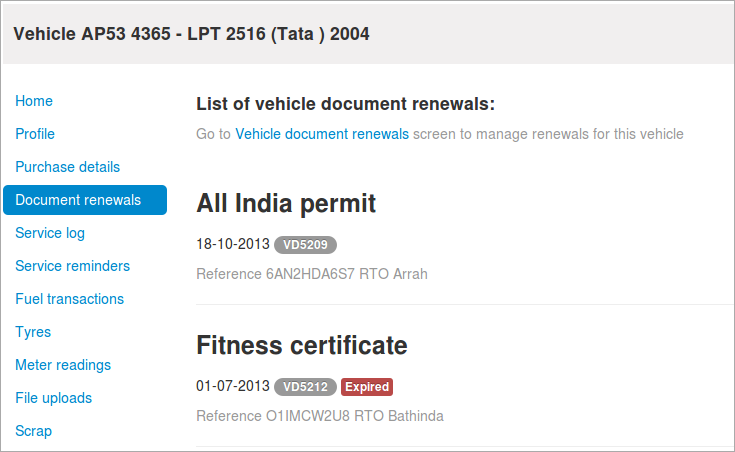 Vehicle AP53 4365 - LPT 2516 (Tata ) 2004
Home
Profile
Purchase details
Document renewals
Service log
Service reminders
Fuel transactions
Tyres
Meter readings
File uploads
Scrap
List of vehicle document renewals:
Go to Vehicle document renewals screen to manage renewals for this vehicle
All India permit
18-10-2013 VD5209
Reference 6AN2HDA6S7 RTO Arrah
Fitness certificate
01-07-2013 VD5212 Expired
Reference O1IMCW2U8 RTO Bathinda